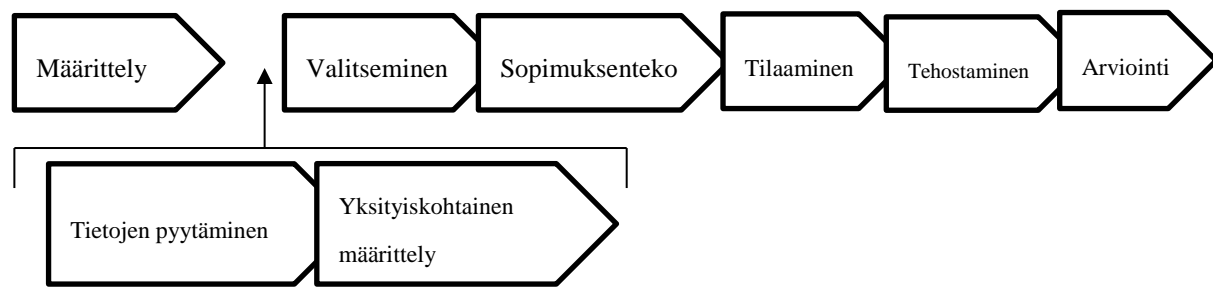 Määrittely
Valitseminen
Sopimuksenteko
Tilaaminen
Tehostaminen
Arviointi
Tietojen pyytäminen
Yksityiskohtainen
määrittely